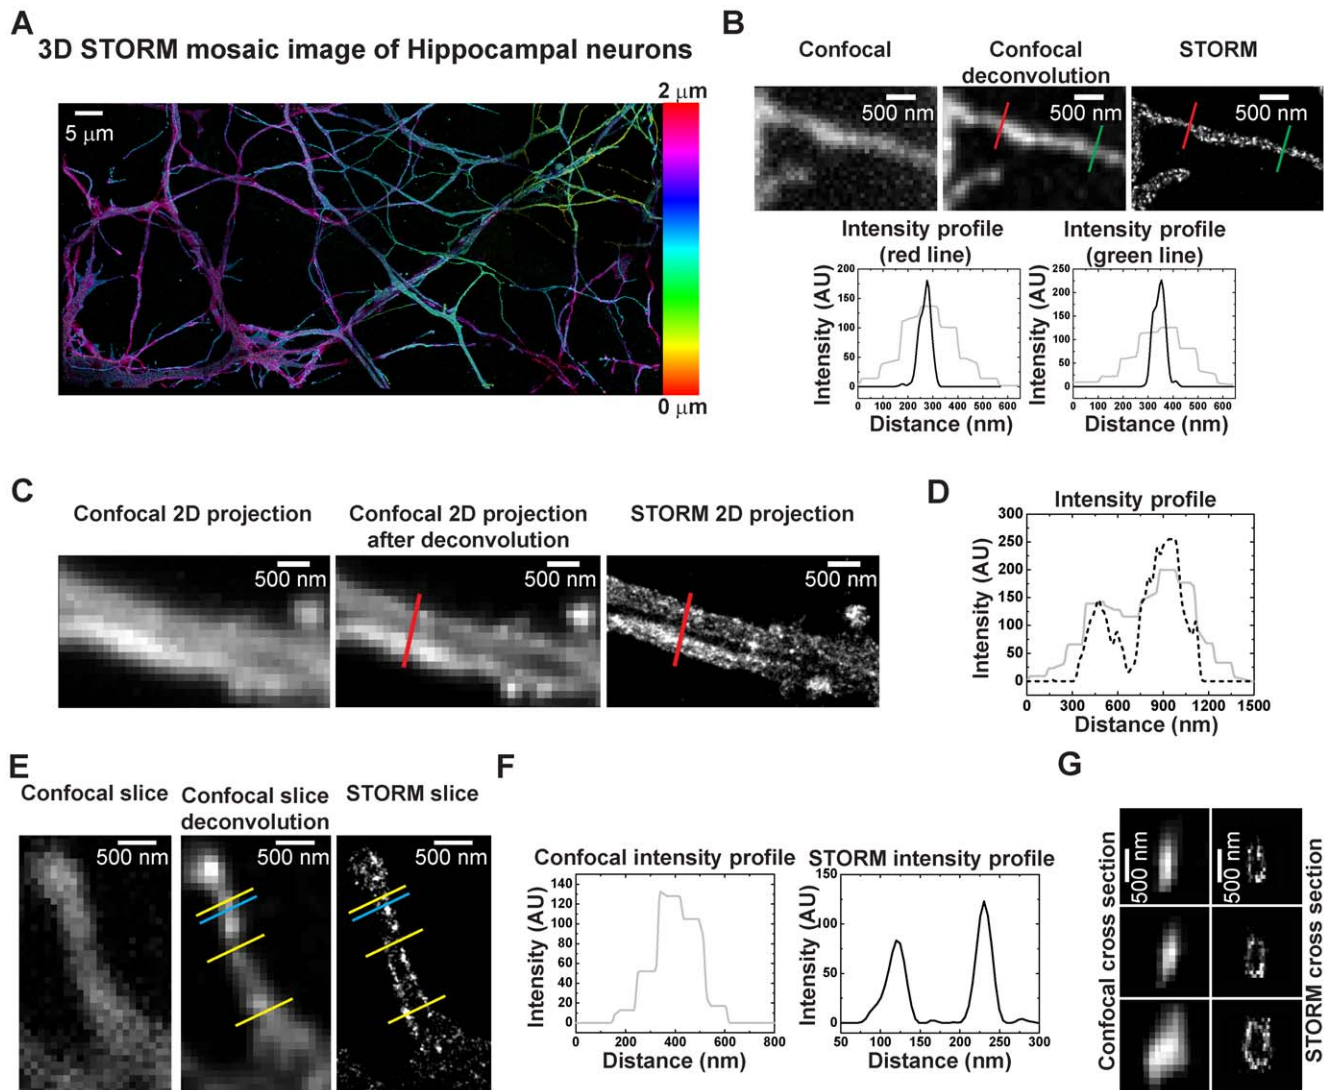 A
3D STORM mosaic image of Hippocampal neurons
5 μm
2 μm
0 μm
B
Confocal
Confocal
deconvolution
STORM
500 nm
500 nm
500 nm
Intensity profile
(red line)
Intensity (AU)
200
150
100
50
0
0 100 200 300 400 500 600
Distance (nm)
Intensity profile
(green line)
Intensity (AU)
250
200
150
100
50
0
0 100 200 300 400 500 600
Distance (nm)
C
Confocal 2D projection
Confocal 2D projection
after deconvolution
STORM 2D projection
500 nm
500 nm
500 nm
D
Intensity profile
Intensity (AU)
300
250
200
150
100
50
0
0 300 600 900 1200 1500
Distance (nm)
E
Confocal slice
Confocal slice
deconvolution
STORM slice
500 nm
500 nm
500 nm
F
Confocal intensity profile
Intensity (AU)
140
120
100
80
60
40
20
0
0 200 400 600 800
Distance (nm)
STORM intensity profile
Intensity (AU)
150
100
50
0
50 100 150 200 250 300
Distance (nm)
G
Confocal cross section
500 nm
500 nm
STORM cross section